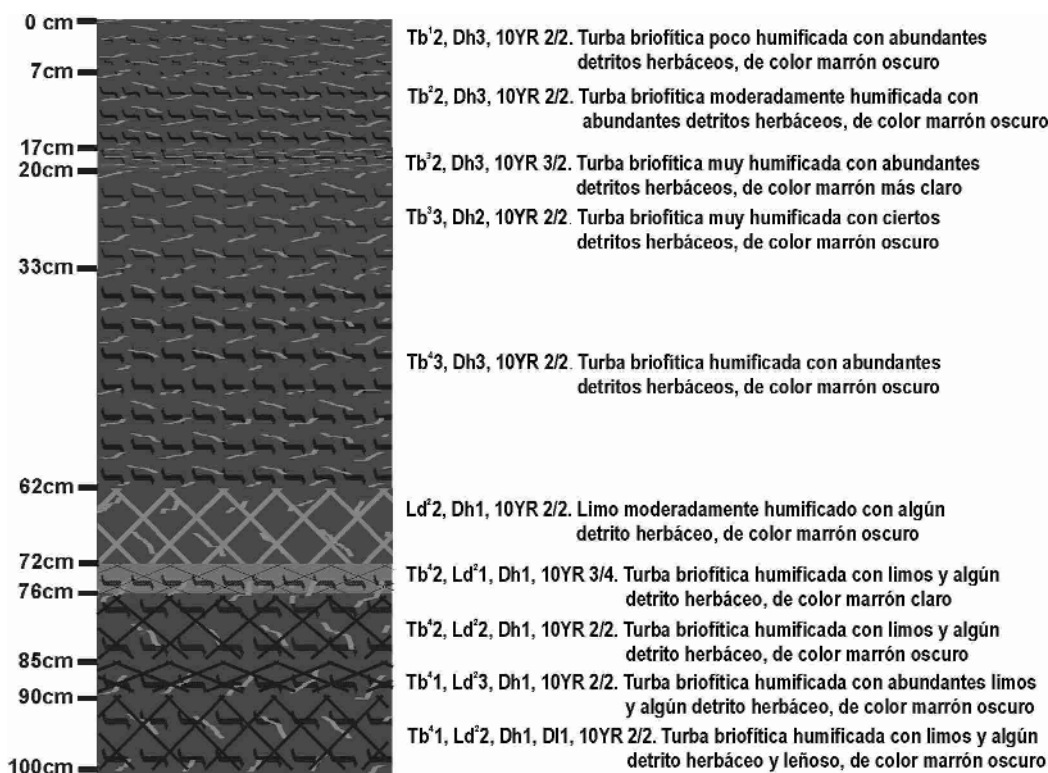 0 cm
Tb¹2, Dh3, 10YR 2/2. Turba briofítica poco humificada con abundantes
detritos herbáceos, de color marrón oscuro
7cm
Tb²2, Dh3, 10YR 2/2. Turba briofítica moderadamente humificada con
abundantes detritos herbáceos, de color marrón oscuro
17cm
Tb³2, Dh3, 10YR 3/2. Turba briofítica muy humificada con abundantes
detritos herbáceos, de color marrón más claro
20cm
Tb³3, Dh2, 10YR 2/2. Turba briofítica muy humificada con ciertos
detritos herbáceos, de color marrón oscuro
33cm
Tb⁴3, Dh3, 10YR 2/2. Turba briofítica humificada con abundantes
detritos herbáceos, de color marrón oscuro
62cm
Ld²2, Dh1, 10YR 2/2. Limo moderadamente humificado con algún
detrito herbáceo, de color marrón oscuro
72cm
Tb⁴2, Ld²1, Dh1, 10YR 3/4. Turba briofítica humificada con limos y algún
detrito herbáceo, de color marrón claro
76cm
Tb⁴2, Ld²2, Dh1, 10YR 2/2. Turba briofítica humificada con limos y algún
detrito herbáceo, de color marrón oscuro
85cm
Tb⁴1, Ld²3, Dh1, 10YR 2/2. Turba briofítica humificada con abundantes limos
y algún detrito herbáceo, de color marrón oscuro
90cm
Tb⁴1, Ld²2, Dh1, Dl1, 10YR 2/2. Turba briofítica humificada con limos y algún
detrito herbáceo y leñoso, de color marrón oscuro
100cm